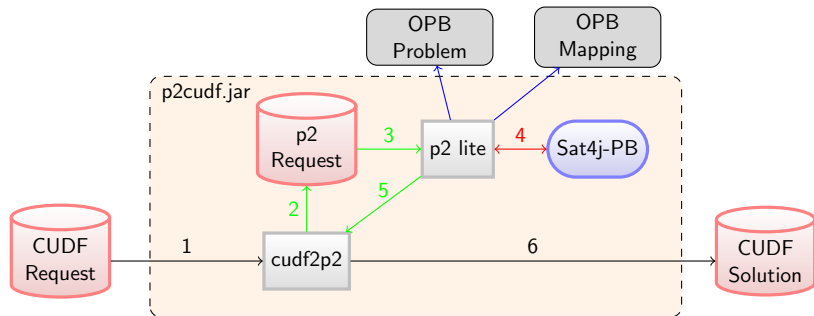 OPB
Problem
OPB
Mapping
p2cudf.jar
p2
Request
3
p2 lite
4
Sat4j-PB
5
2
CUDF
Request
1
cudf2p2
6
CUDF
Solution